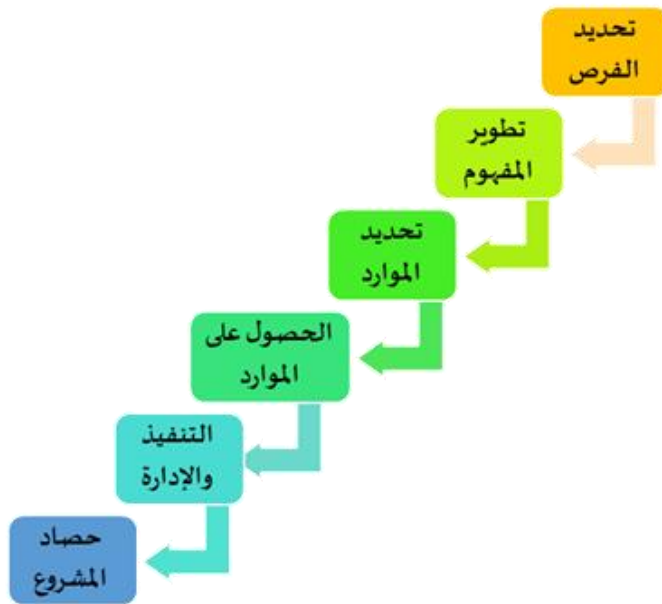 تحديد
الفرص
تطوير
المفهوم
تحديد
الموارد
الحصول على
الموارد
التنفيذ
والإدارة
حصاد
المشروع